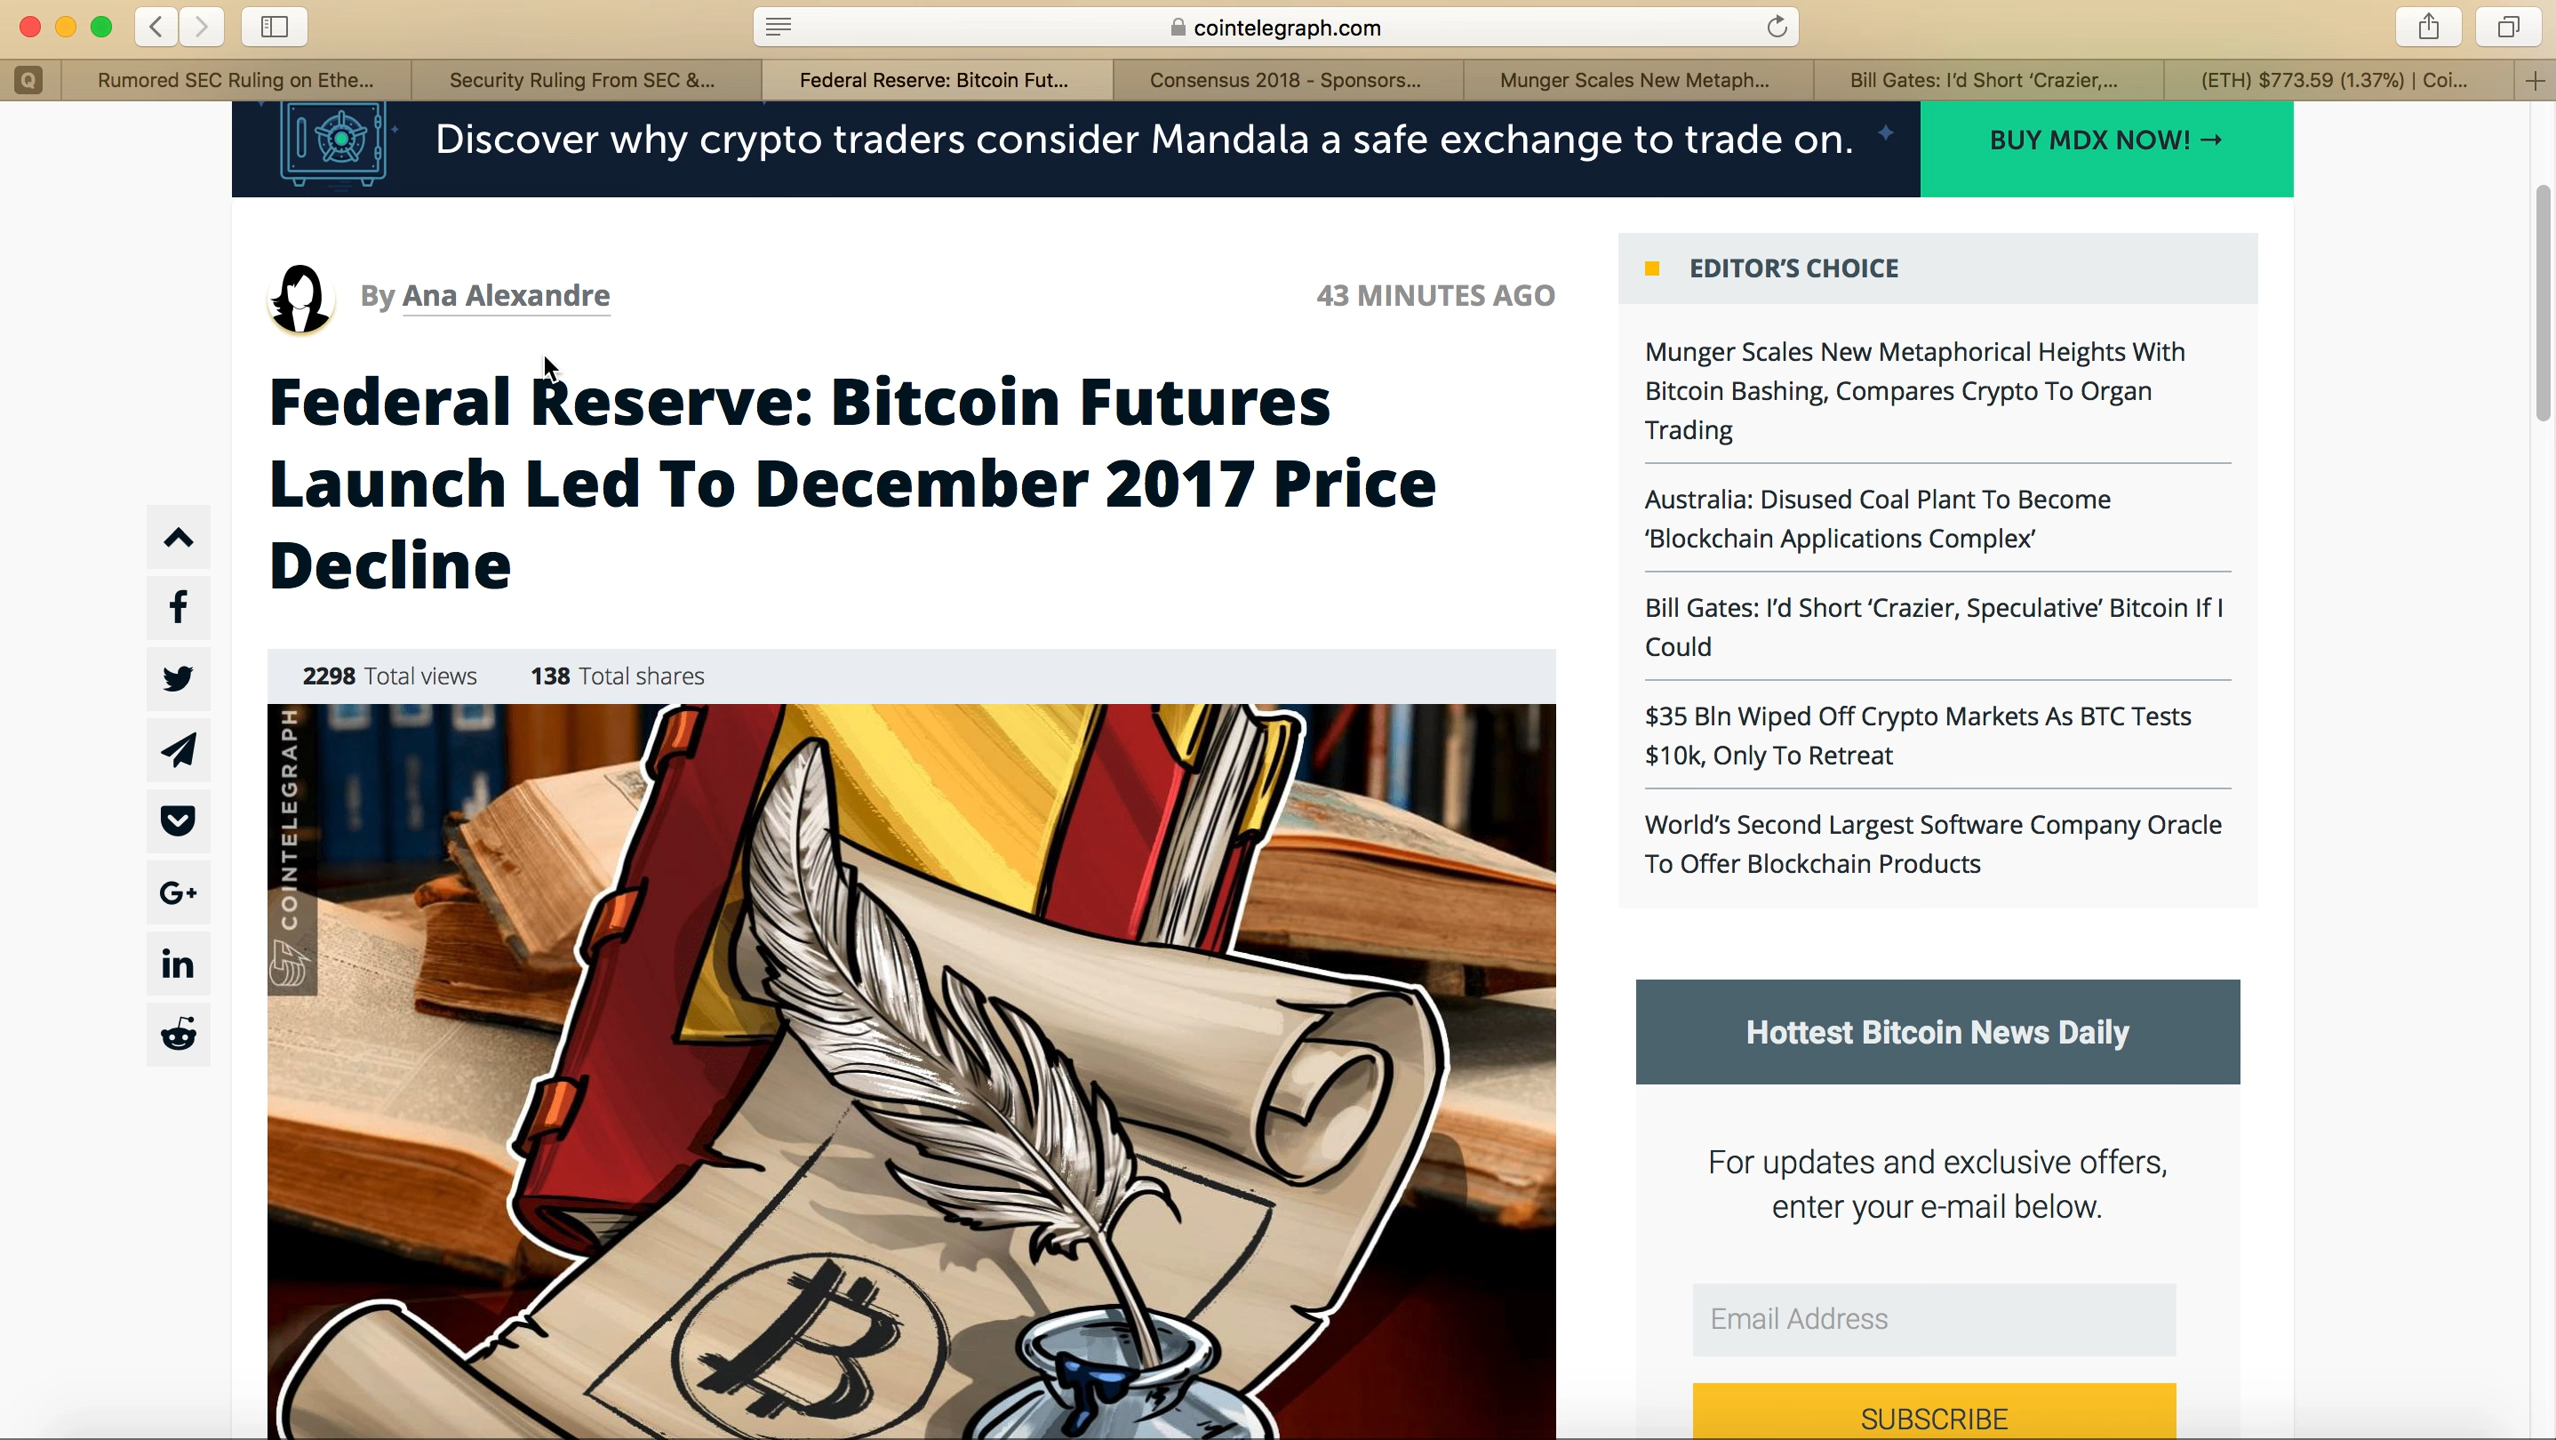 cointelegraph.com
Q
Rumored SEC Ruling on Ethe...
Security Ruling From SEC &...
Federal Reserve: Bitcoin Fut...
Consensus 2018 - Sponsors...
Munger Scales New Metaph...
Bill Gates: I'd Short ‘Crazier,...
(ETH) $773.59 (1.37%) | Coi...
Discover why crypto traders consider Mandala a safe exchange to trade on.
BUY MDX NOW! →
By Ana Alexandre
43 MINUTES AGO
Federal Reserve: Bitcoin Futures
Launch Led To December 2017 Price
Decline
2298 Total views 138 Total shares
COINTELEGRAPH
EDITOR’S CHOICE
Munger Scales New Metaphorical Heights With
Bitcoin Bashing, Compares Crypto To Organ
Trading
Australia: Disused Coal Plant To Become
‘Blockchain Applications Complex’
Bill Gates: I’d Short ‘Crazier, Speculative’ Bitcoin If I
Could
$35 Bln Wiped Off Crypto Markets As BTC Tests
$10k, Only To Retreat
World’s Second Largest Software Company Oracle
To Offer Blockchain Products
Hottest Bitcoin News Daily
For updates and exclusive offers,
enter your e-mail below.
Email Address
SUBSCRIBE